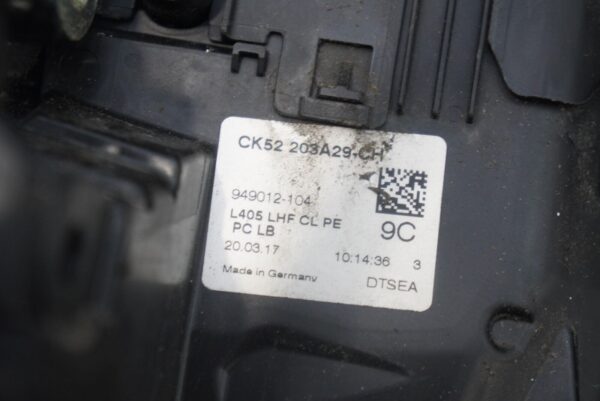 CK52 203A29-CH
949012-104
L405 LHF CL PE
PC LB
9C
20.03.17 10:14:36 3
Made in Germany DTSEA